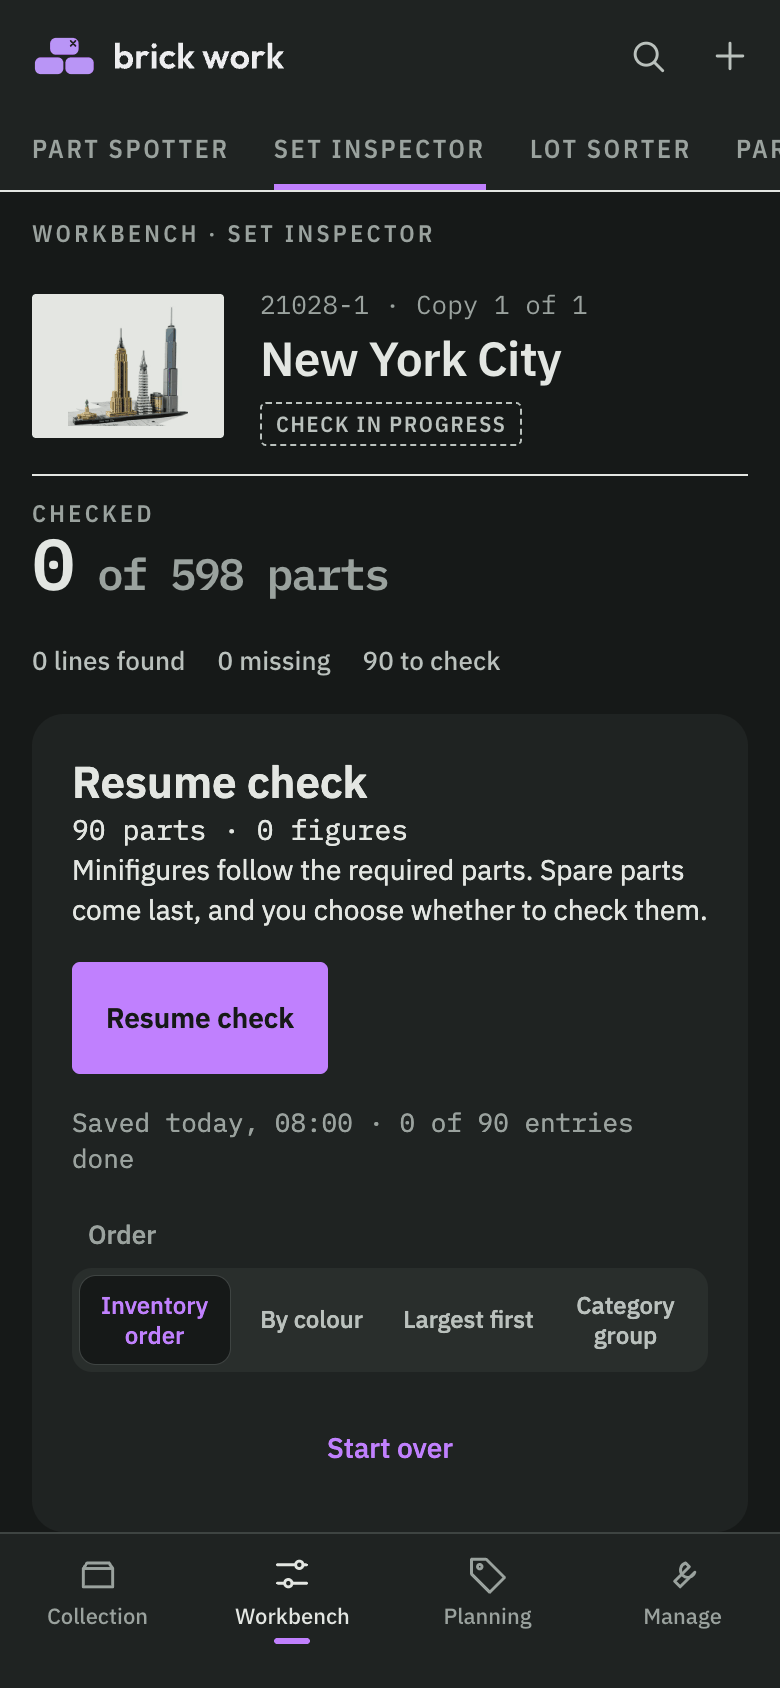 brick work
PART SPOTTER SET INSPECTOR LOT SORTER PAR
WORKBENCH · SET INSPECTOR
21028-1 · Copy 1 of 1
New York City
CHECK IN PROGRESS
CHECKED
0 of 598 parts
0 lines found 0 missing 90 to check
Resume check
90 parts · 0 figures
Minifigures follow the required parts. Spare parts
come last, and you choose whether to check them.
Resume check
Saved today, 08:00 · 0 of 90 entries
done
Order
Inventory
order
By colour
Largest first
Category
group
Start over
Collection Workbench Planning Manage